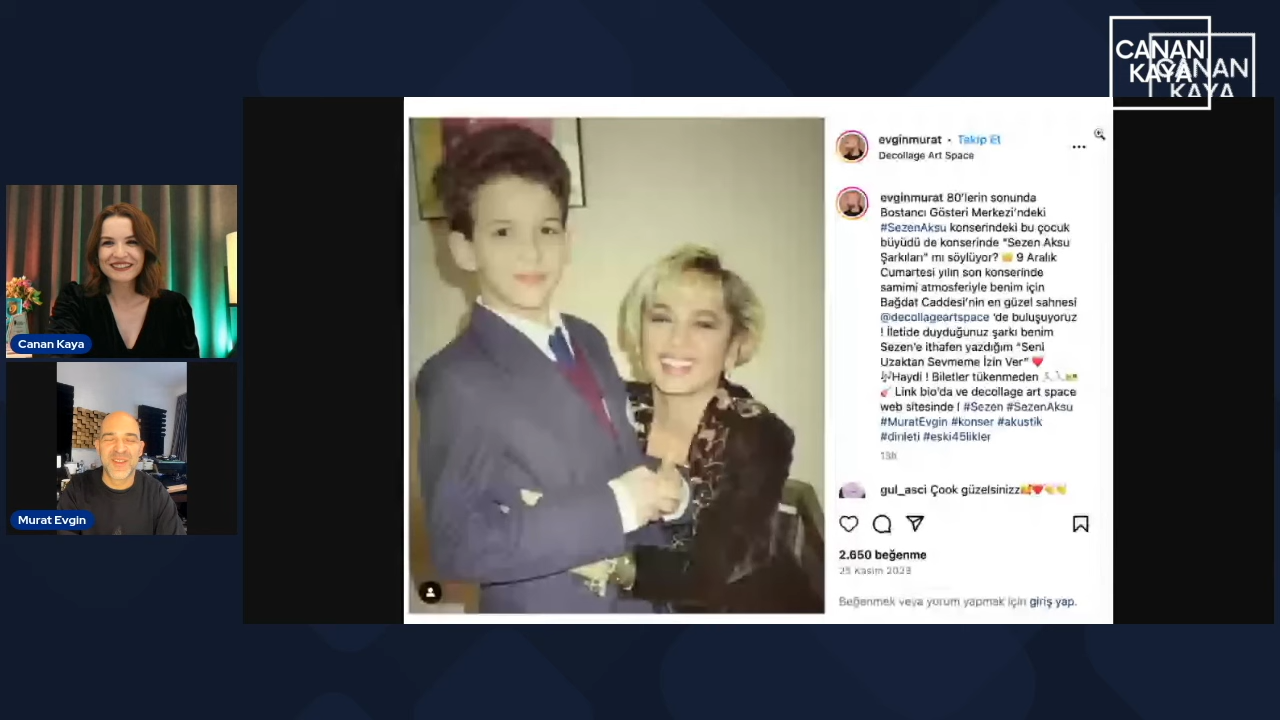 CANAN
KAYA
CANAN
KAYA
Canan Kaya
Murat Evgin
evginmurat • Takip Et
Decollage Art Space
evginmurat 80'lerin sonunda
Bostancı Gösteri Merkezi'ndeki
#SezenAksu konserindeki bu çocuk
büyüdü de konserinde "Sezen Aksu
Şarkıları" mı söylüyor? 9 Aralık
Cumartesi yılın son konserinde
samimi atmosferiyle benim için
Bağdat Caddesi'nin en güzel sahnesi
@decollageartspace 'de buluşuyoruz
! İletide duyduğunuz şarkı benim
Sezen'e ithafen yazdığım "Seni
Uzaktan Sevmeme İzin Ver" ❤️
🎶Haydi ! Biletler tükenmeden
Link bio'da ve decollage art space
web sitesinde ! #Sezen #SezenAksu
#MuratEvgin #konser #akustik
#dinleti #eski45likler
gul_asci Çook güzelsinizz
2.650 beğenme
25 Kasım 2023
Beğenmek veya yorum yapmak için giriş yap.